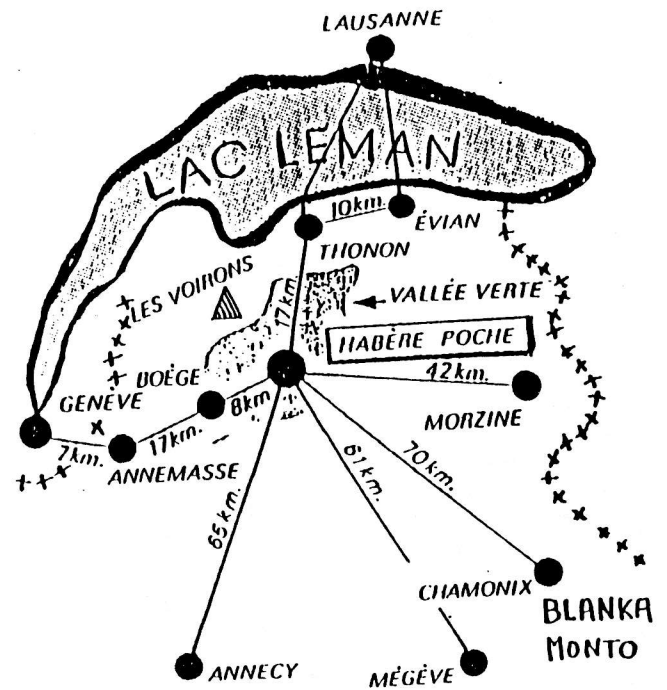 LAUSANNE
LAC LEMAN
10km.
ÉVIAN
THONON
LES VOIRONS
17km.
VALLÉE VERTE
HABÈRE POCHE
BOËGE
GENÈVE
8km
42km.
MORZINE
7km.
17km.
ANNEMASSE
65km.
61km.
70km.
CHAMONIX
BLANKA
MONTO
ANNECY
MÉGÈVE